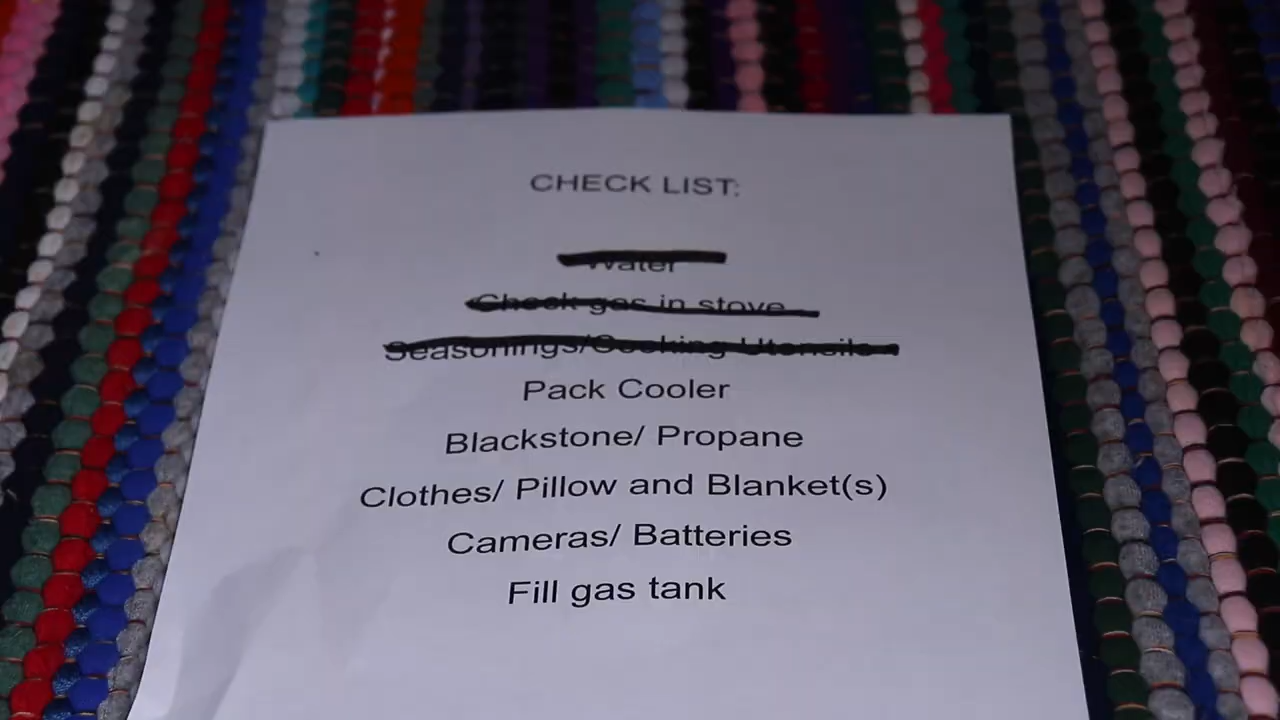 CHECK LIST:
Water
Check gas in stove
Seasonings/Cooking Utensils
Pack Cooler
Blackstone/ Propane
Clothes/ Pillow and Blanket(s)
Cameras/ Batteries
Fill gas tank